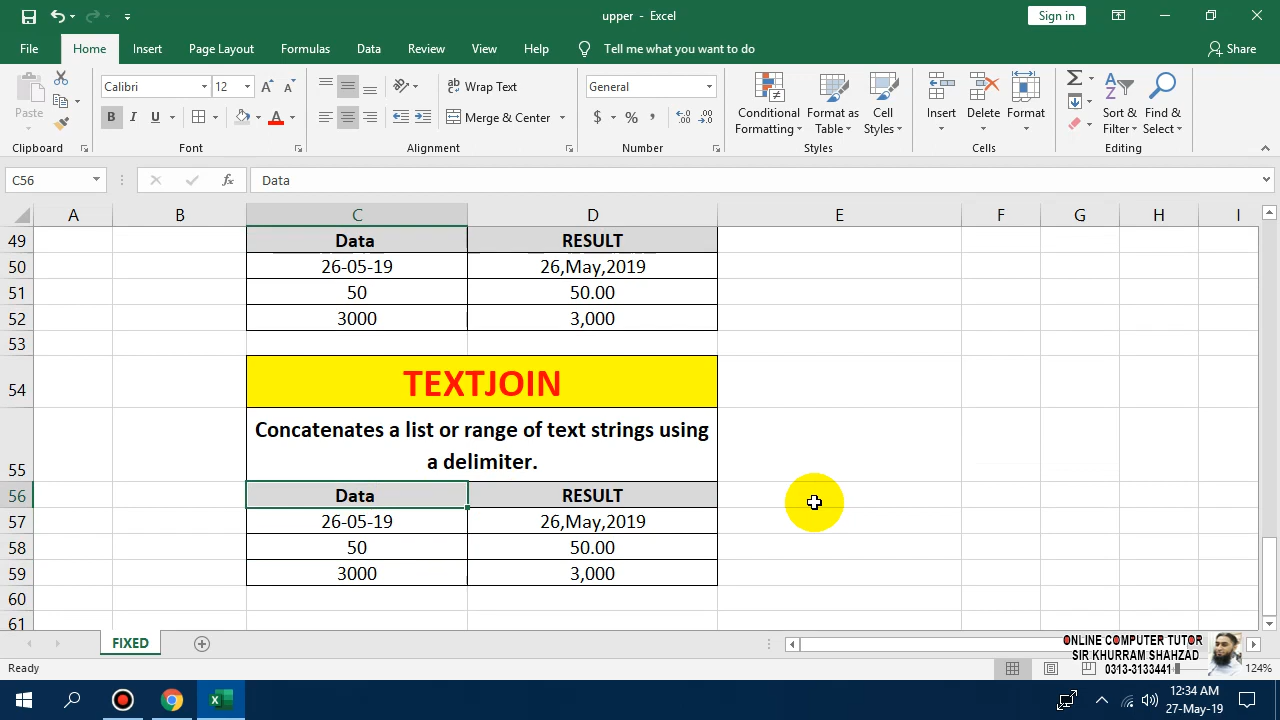 upper - Excel
Sign in
File Home Insert Page Layout Formulas Data Review View Help Tell me what you want to do Share
Paste
Calibri 12
B I U A
Wrap Text
Merge & Center
General
$ % ,
Conditional Formatting
Format as Table
Cell Styles
Insert
Delete
Format
Sort & Filter
Find & Select
Clipboard Font Alignment Number Styles Cells Editing
C56 fx Data
A B C D E F G H I
49 Data RESULT
50 26-05-19 26,May,2019
51 50 50.00
52 3000 3,000
53
54 TEXTJOIN
Concatenates a list or range of text strings using
55 a delimiter.
56 Data RESULT
57 26-05-19 26,May,2019
58 50 50.00
59 3000 3,000
60
61
FIXED
ONLINE COMPUTER TUTOR
SIR KHURRAM SHAHZAD
0313-3133441
Ready
124%
12:34 AM
27-May-19